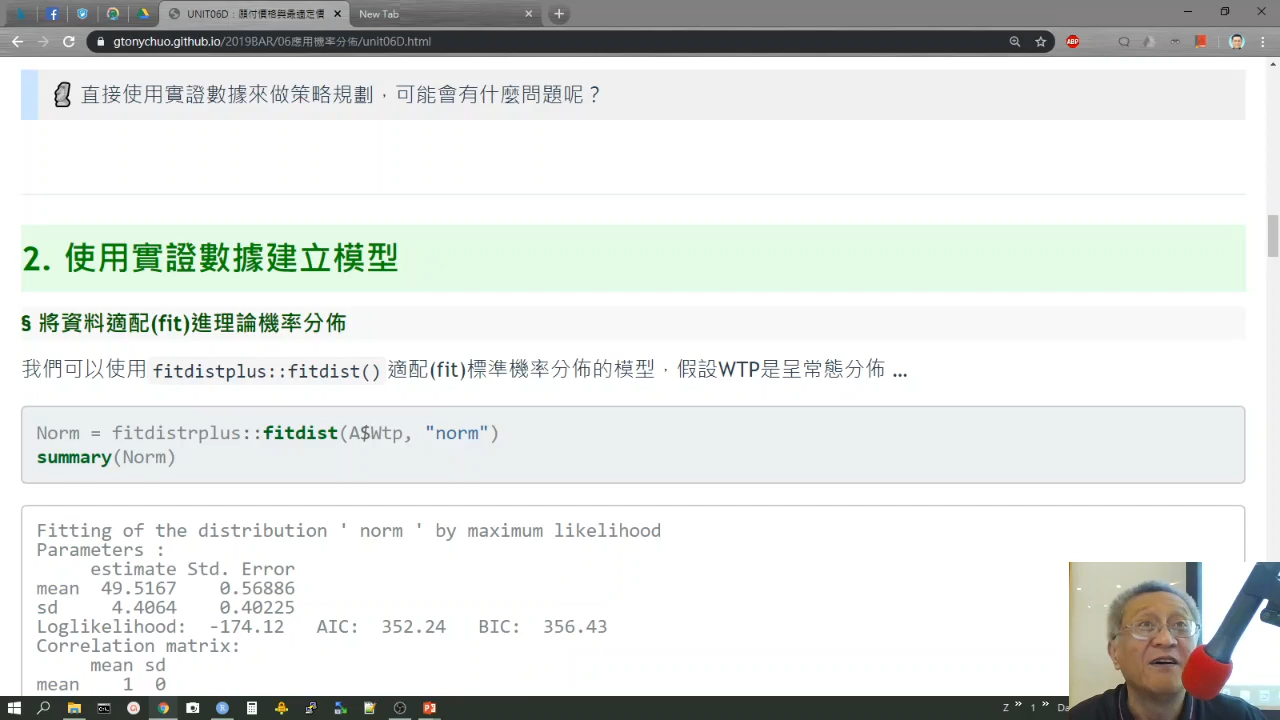 UNIT06D：願付價格與最適定價
New Tab
gtonychuo.github.io/2019BAR/06應用機率分佈/unit06D.html
ABP
🗿 直接使用實證數據來做策略規劃，可能會有什麼問題呢？
2. 使用實證數據建立模型
§ 將資料適配(fit)進理論機率分佈
我們可以使用 fitdistplus::fitdist() 適配(fit)標準機率分佈的模型，假設WTP是呈常態分佈 ...
Norm = fitdistrplus::fitdist(A$Wtp, "norm")
summary(Norm)
Fitting of the distribution ' norm ' by maximum likelihood
Parameters :
estimate Std. Error
mean 49.5167 0.56886
sd 4.4064 0.40225
Loglikelihood: -174.12 AIC: 352.24 BIC: 356.43
Correlation matrix:
mean sd
mean 1 0
Z » 1 » Da